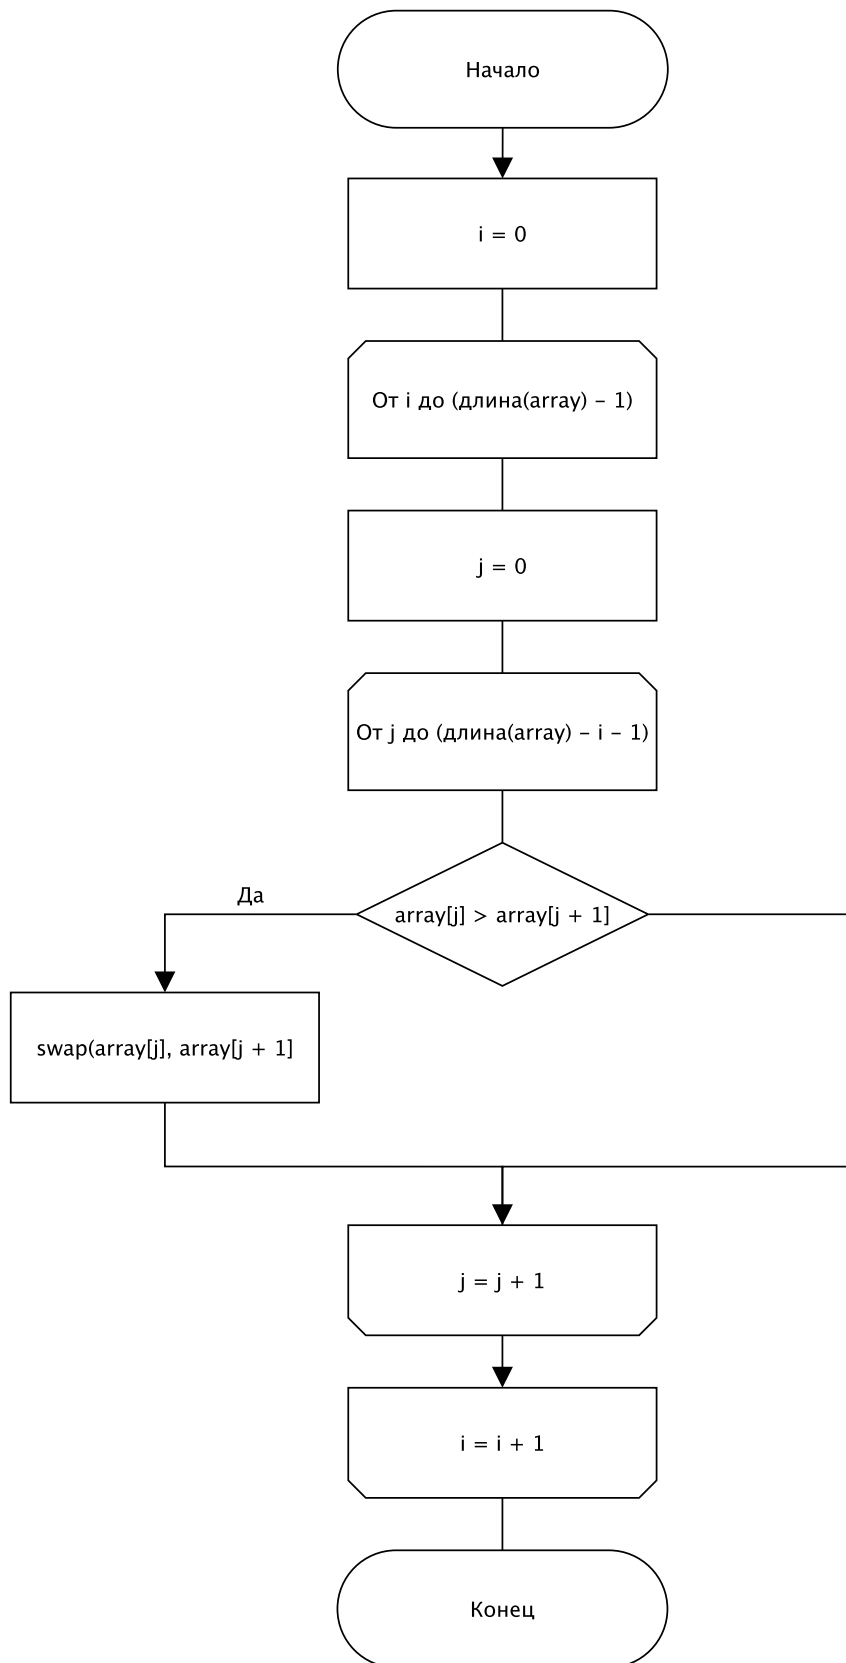 Начало
i = 0
От i до (длина(array) – 1)
j = 0
От j до (длина(array) – i – 1)
array[j] > array[j + 1]
Да
swap(array[j], array[j + 1]
j = j + 1
i = i + 1
Конец